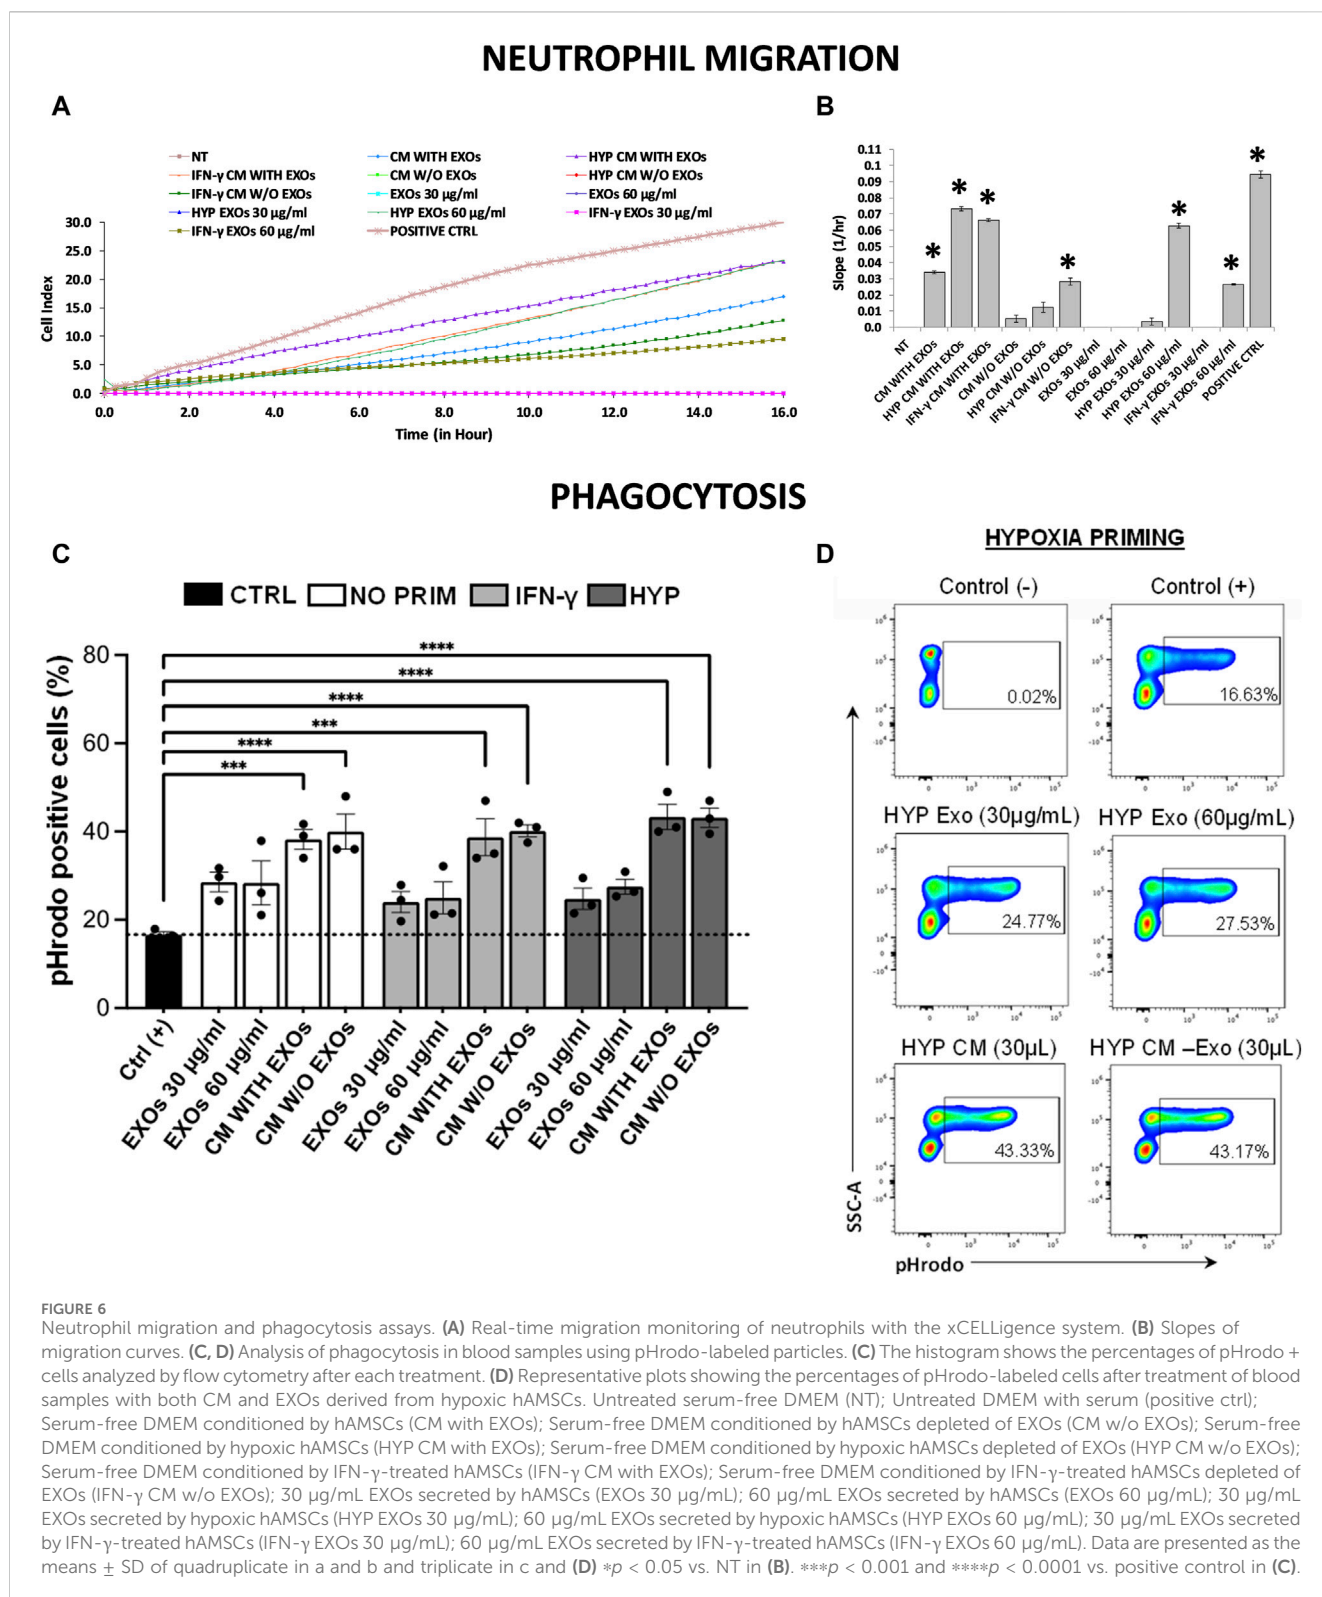 NEUTROPHIL MIGRATION
A
NT
CM WITH EXOs
HYP CM WITH EXOs
IFN-γ CM WITH EXOs
CM W/O EXOs
HYP CM W/O EXOs
IFN-γ CM W/O EXOs
EXOs 30 µg/ml
EXOs 60 µg/ml
HYP EXOs 30 µg/ml
HYP EXOs 60 µg/ml
IFN-γ EXOs 30 µg/ml
IFN-γ EXOs 60 µg/ml
POSITIVE CTRL
30.0
25.0
20.0
15.0
10.0
5.0
0.0
Cell Index
0.0 2.0 4.0 6.0 8.0 10.0 12.0 14.0 16.0
Time (in Hour)
B
0.11
0.1
0.09
0.08
0.07
0.06
0.05
0.04
0.03
0.02
0.01
0.0
Slope (1/hr)
* * * * * * *
NT
CM WITH EXOs
HYP CM WITH EXOs
IFN-γ CM WITH EXOs
CM W/O EXOs
HYP CM W/O EXOs
IFN-γ CM W/O EXOs
EXOs 30 µg/ml
EXOs 60 µg/ml
HYP EXOs 30 µg/ml
HYP EXOs 60 µg/ml
IFN-γ EXOs 30 µg/ml
IFN-γ EXOs 60 µg/ml
POSITIVE CTRL
PHAGOCYTOSIS
C
CTRL NO PRIM IFN-γ HYP
80
60
40
20
0
pHrodo positive cells (%)
****
****
****
***
****
***
Ctrl (+)
EXOs 30 µg/ml
EXOs 60 µg/ml
CM WITH EXOs
CM W/O EXOs
EXOs 30 µg/ml
EXOs 60 µg/ml
CM WITH EXOs
CM W/O EXOs
EXOs 30 µg/ml
EXOs 60 µg/ml
CM WITH EXOs
CM W/O EXOs
D
HYPOXIA PRIMING
Control (-)
0.02%
Control (+)
16.63%
HYP Exo (30µg/mL)
24.77%
HYP Exo (60µg/mL)
27.53%
HYP CM (30µL)
43.33%
HYP CM –Exo (30µL)
43.17%
SSC-A
pHrodo
FIGURE 6
Neutrophil migration and phagocytosis assays. (A) Real-time migration monitoring of neutrophils with the xCELLigence system. (B) Slopes of
migration curves. (C, D) Analysis of phagocytosis in blood samples using pHrodo-labeled particles. (C) The histogram shows the percentages of pHrodo +
cells analyzed by flow cytometry after each treatment. (D) Representative plots showing the percentages of pHrodo-labeled cells after treatment of blood
samples with both CM and EXOs derived from hypoxic hAMSCs. Untreated serum-free DMEM (NT); Untreated DMEM with serum (positive ctrl);
Serum-free DMEM conditioned by hAMSCs (CM with EXOs); Serum-free DMEM conditioned by hAMSCs depleted of EXOs (CM w/o EXOs); Serum-free
DMEM conditioned by hypoxic hAMSCs (HYP CM with EXOs); Serum-free DMEM conditioned by hypoxic hAMSCs depleted of EXOs (HYP CM w/o EXOs);
Serum-free DMEM conditioned by IFN-γ-treated hAMSCs (IFN-γ CM with EXOs); Serum-free DMEM conditioned by IFN-γ-treated hAMSCs depleted of
EXOs (IFN-γ CM w/o EXOs); 30 µg/mL EXOs secreted by hAMSCs (EXOs 30 µg/mL); 60 µg/mL EXOs secreted by hAMSCs (EXOs 60 µg/mL); 30 µg/mL
EXOs secreted by hypoxic hAMSCs (HYP EXOs 30 µg/mL); 60 µg/mL EXOs secreted by hypoxic hAMSCs (HYP EXOs 60 µg/mL); 30 µg/mL EXOs secreted
by IFN-γ-treated hAMSCs (IFN-γ EXOs 30 µg/mL); 60 µg/mL EXOs secreted by IFN-γ-treated hAMSCs (IFN-γ EXOs 60 µg/mL). Data are presented as the
means ± SD of quadruplicate in a and b and triplicate in c and (D) *p < 0.05 vs. NT in (B). ***p < 0.001 and ****p < 0.0001 vs. positive control in (C).